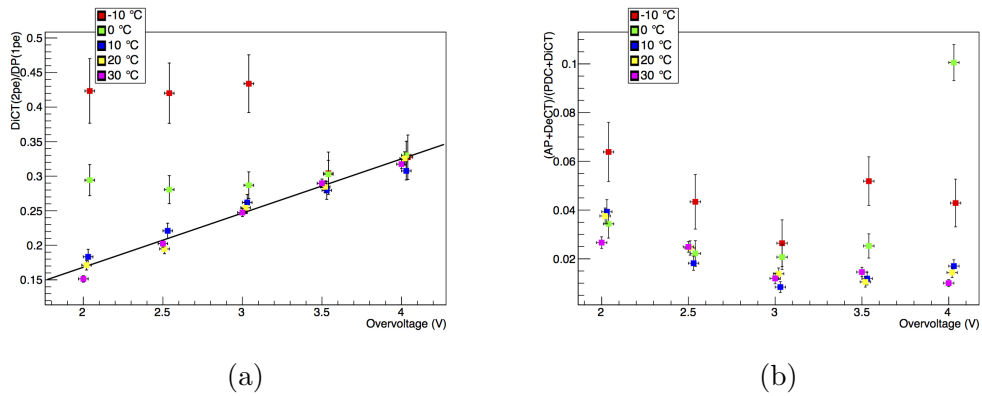 -10 °C
0 °C
10 °C
20 °C
30 °C
DiCT(2pe)/DP(1pe)
0.5
0.45
0.4
0.35
0.3
0.25
0.2
0.15
2
2.5
3
3.5
4
Overvoltage (V)
(a)
-10 °C
0 °C
10 °C
20 °C
30 °C
(AP+DeCT)/(PDC+DiCT)
0.1
0.08
0.06
0.04
0.02
2
2.5
3
3.5
4
Overvoltage (V)
(b)